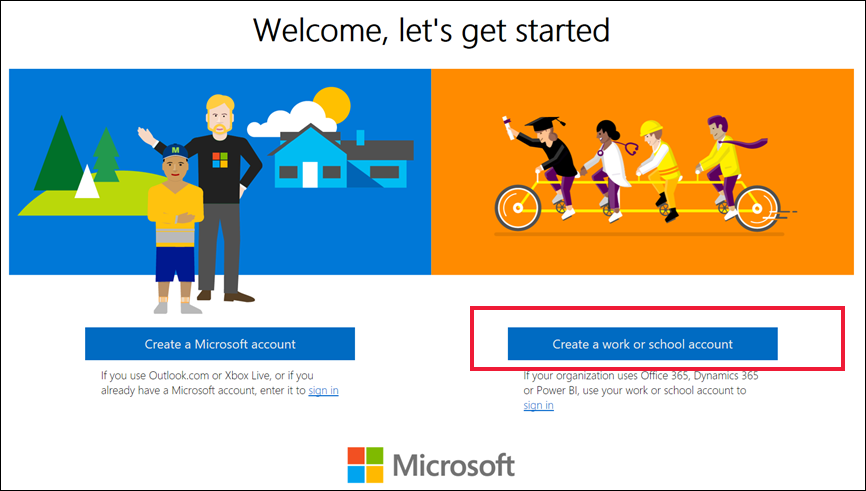 Welcome, let's get started
M
Create a Microsoft account
If you use Outlook.com or Xbox Live, or if you
already have a Microsoft account, enter it to sign in
Create a work or school account
If your organization uses Office 365, Dynamics 365
or Power BI, use your work or school account to
sign in
Microsoft